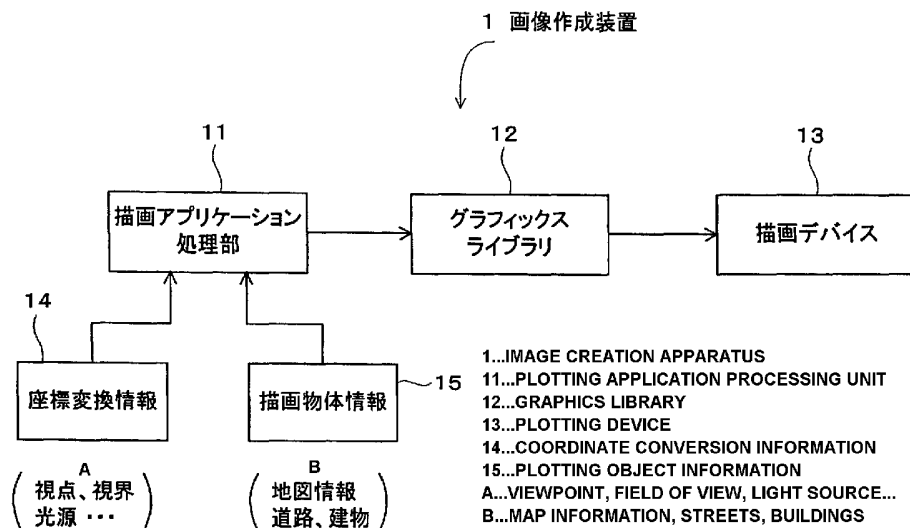 1 画像作成装置
11
12
13
描画アプリケーション
処理部
グラフィックス
ライブラリ
描画デバイス
14
座標変換情報
描画物体情報
15
A
視点、視界
光源 ・・・
B
地図情報
道路、建物
1...IMAGE CREATION APPARATUS
11...PLOTTING APPLICATION PROCESSING UNIT
12...GRAPHICS LIBRARY
13...PLOTTING DEVICE
14...COORDINATE CONVERSION INFORMATION
15...PLOTTING OBJECT INFORMATION
A...VIEWPOINT, FIELD OF VIEW, LIGHT SOURCE...
B...MAP INFORMATION, STREETS, BUILDINGS